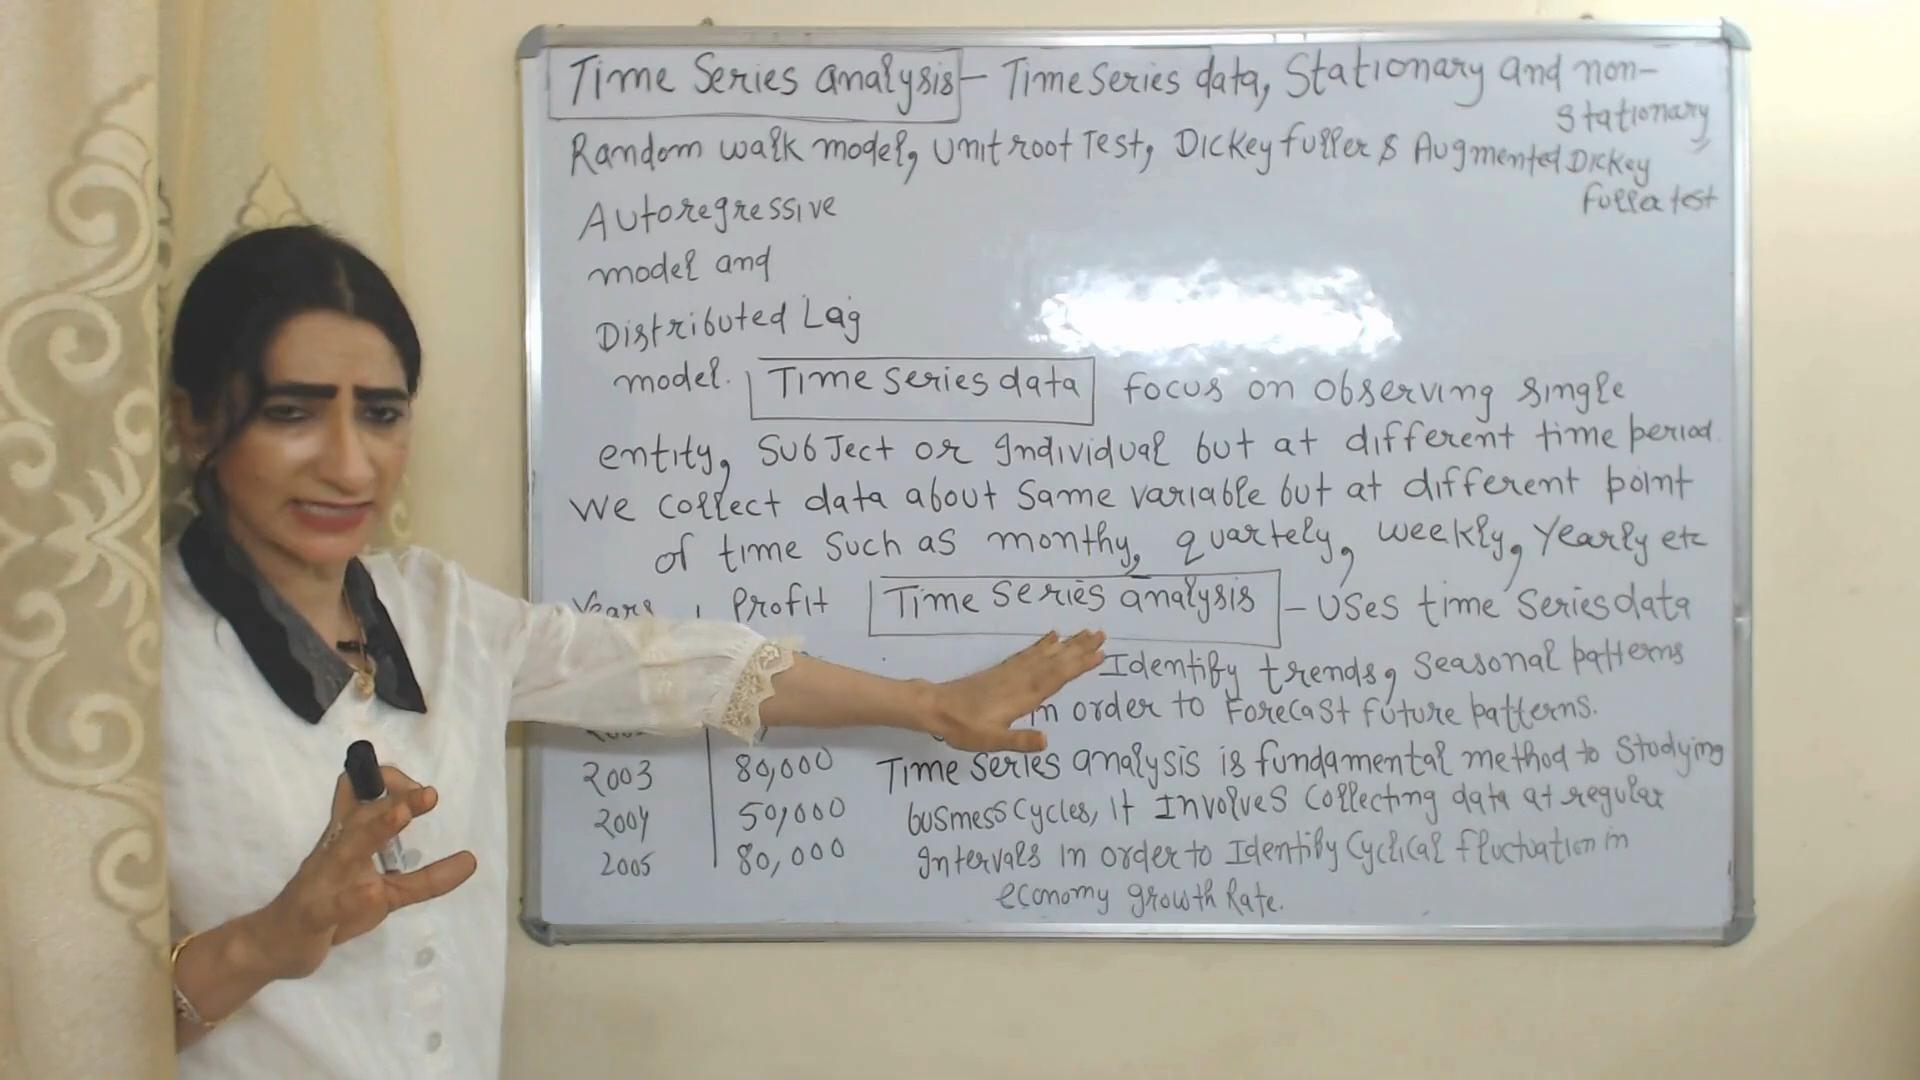 Time Series analysis - Time Series data, Stationary and non-
Stationary,
Random walk model, Unit root Test, Dickey fuller & Augmented Dickey
fuller test
Autoregressive
model and
Distributed Lag
model. Time series data focus on observing single
entity, Subject or Individual but at different time period.
We collect data about same variable but at different point
of time such as monthy, quartely, weekly, Yearly etc
Years Profit Time series analysis - Uses time series data
Identify trends, seasonal patterns
in order to forecast future patterns.
2003 80,000 Time series analysis is fundamental method to studying
2004 50,000 business cycles, It Involves collecting data at regular
2005 80,000 Intervals in order to Identify cyclical fluctuation in
economy growth Rate.